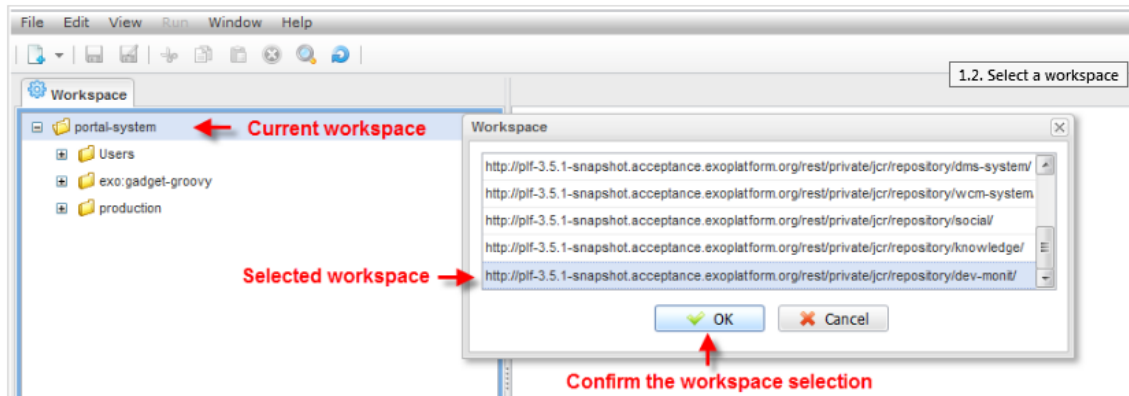 File Edit View Run Window Help
1.2. Select a workspace
Workspace
portal-system
Current workspace
Users
exo:gadget-groovy
production
Workspace
http://plf-3.5.1-snapshot.acceptance.exoplatform.org/rest/private/jcr/repository/dms-system/
http://plf-3.5.1-snapshot.acceptance.exoplatform.org/rest/private/jcr/repository/wcm-system
http://plf-3.5.1-snapshot.acceptance.exoplatform.org/rest/private/jcr/repository/social/
http://plf-3.5.1-snapshot.acceptance.exoplatform.org/rest/private/jcr/repository/knowledge/
Selected workspace
http://plf-3.5.1-snapshot.acceptance.exoplatform.org/rest/private/jcr/repository/dev-monit/
OK Cancel
Confirm the workspace selection